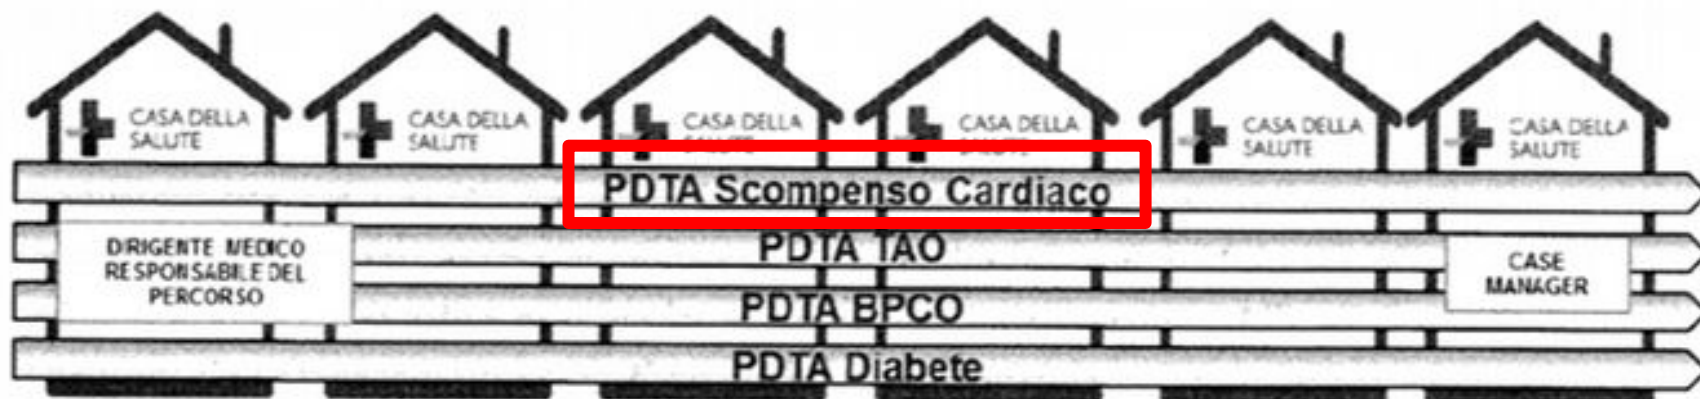 CASA DELLA
SALUTE
CASA DELLA
SALUTE
CASA DELLA
SALUTE
CASA DELLA
CASA DELLA
SALUTE
CASA DELLA
SALUTE
PDTA Scompenso Cardiaco
DIRIGENTE MEDICO
RESPONSABILE DEL
PERCORSO
PDTA TAO
CASE
MANAGER
PDTA BPCO
PDTA Diabete